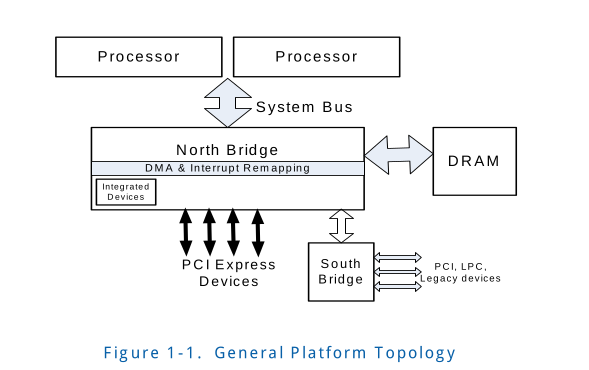 Processor
Processor
System Bus
North Bridge
DMA & Interrupt Remapping
Integrated
Devices
DRAM
PCI Express
Devices
South
Bridge
PCI, LPC,
Legacy devices
Figure 1-1. General Platform Topology